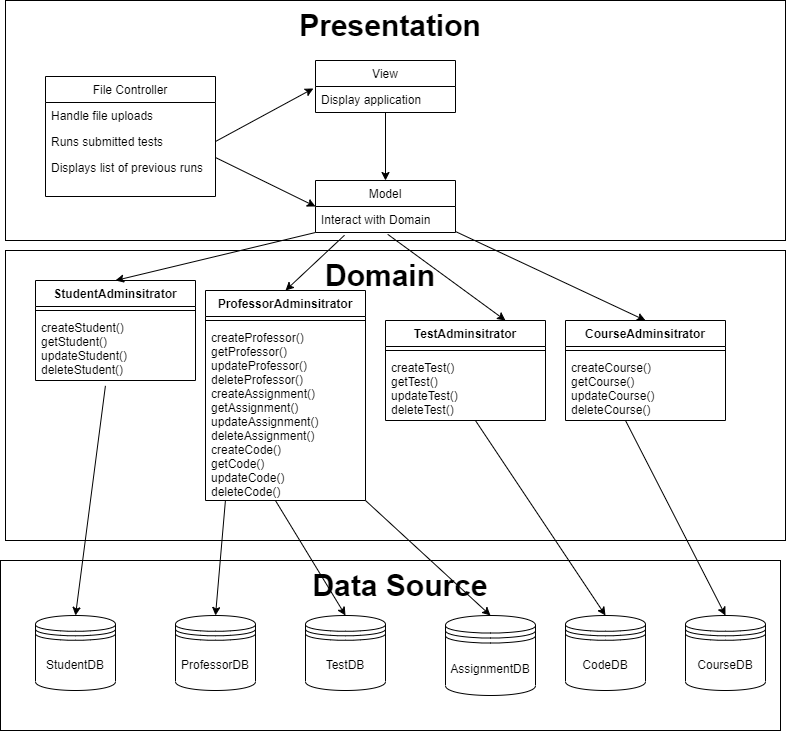 Presentation
File Controller
Handle file uploads
Runs submitted tests
Displays list of previous runs
View
Display application
Model
Interact with Domain
Domain
StudentAdminsitrator
createStudent()
getStudent()
updateStudent()
deleteStudent()
ProfessorAdminsitrator
createProfessor()
getProfessor()
updateProfessor()
deleteProfessor()
createAssignment()
getAssignment()
updateAssignment()
deleteAssignment()
createCode()
getCode()
updateCode()
deleteCode()
TestAdminsitrator
createTest()
getTest()
updateTest()
deleteTest()
CourseAdminsitrator
createCourse()
getCourse()
updateCourse()
deleteCourse()
Data Source
StudentDB
ProfessorDB
TestDB
AssignmentDB
CodeDB
CourseDB